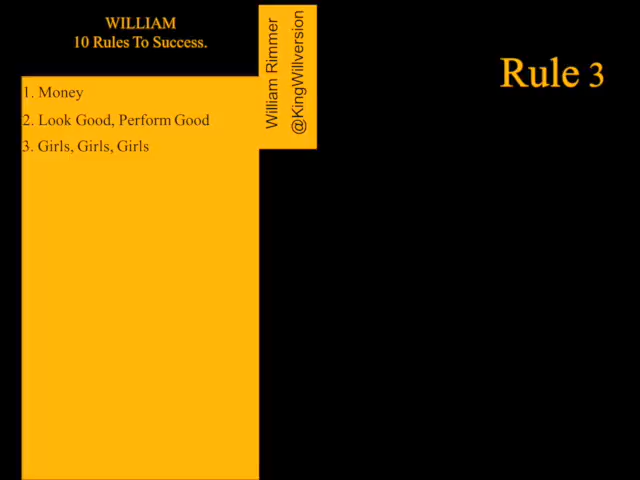 WILLIAM
10 Rules To Success.
William Rimmer
@KingWillversion
Rule 3
1. Money
2. Look Good, Perform Good
3. Girls, Girls, Girls